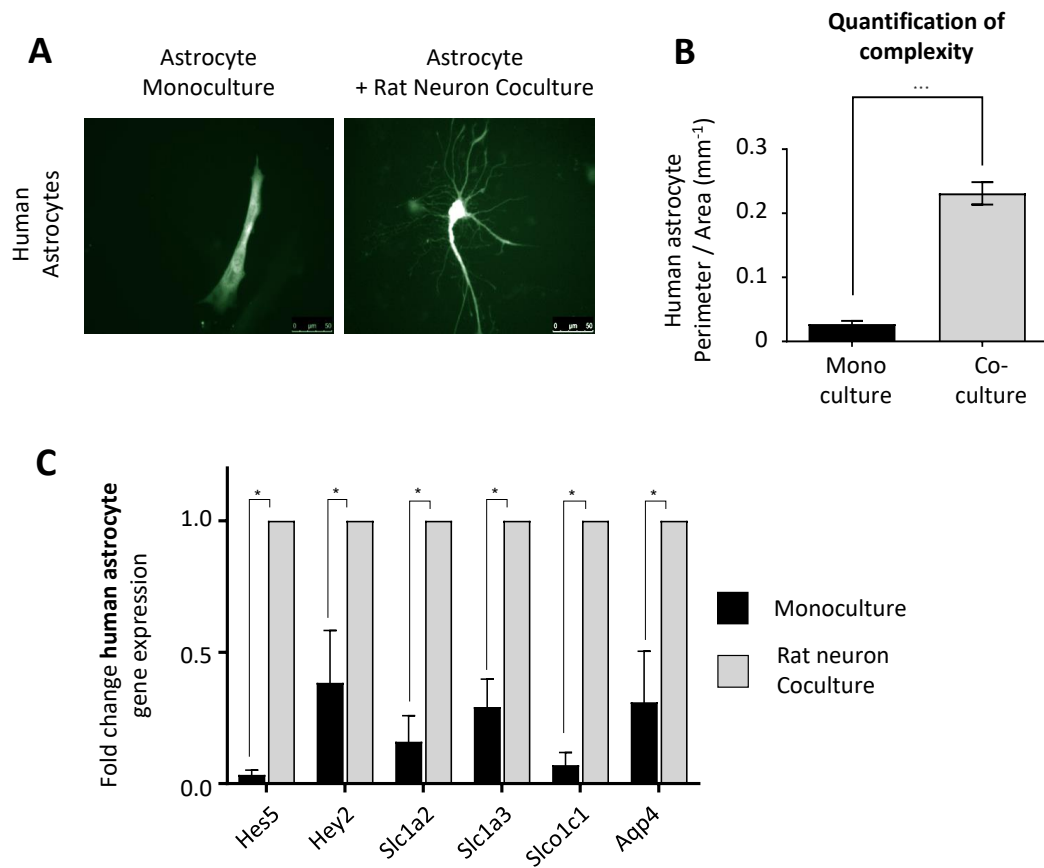 A
Astrocyte
Monoculture
Astrocyte
+ Rat Neuron Coculture
Human
Astrocytes
0 µm 50
0 µm 50
B
Quantification of
complexity
...
Human astrocyte
Perimeter / Area (mm⁻¹)
0.3
0.2
0.1
0
Mono
culture
Co-
culture
C
Fold change human astrocyte
gene expression
1.0
0.5
0.0
* * * * * *
Hes5 Hey2 Slc1a2 Slc1a3 Slco1c1 Aqp4
Monoculture
Rat neuron
Coculture